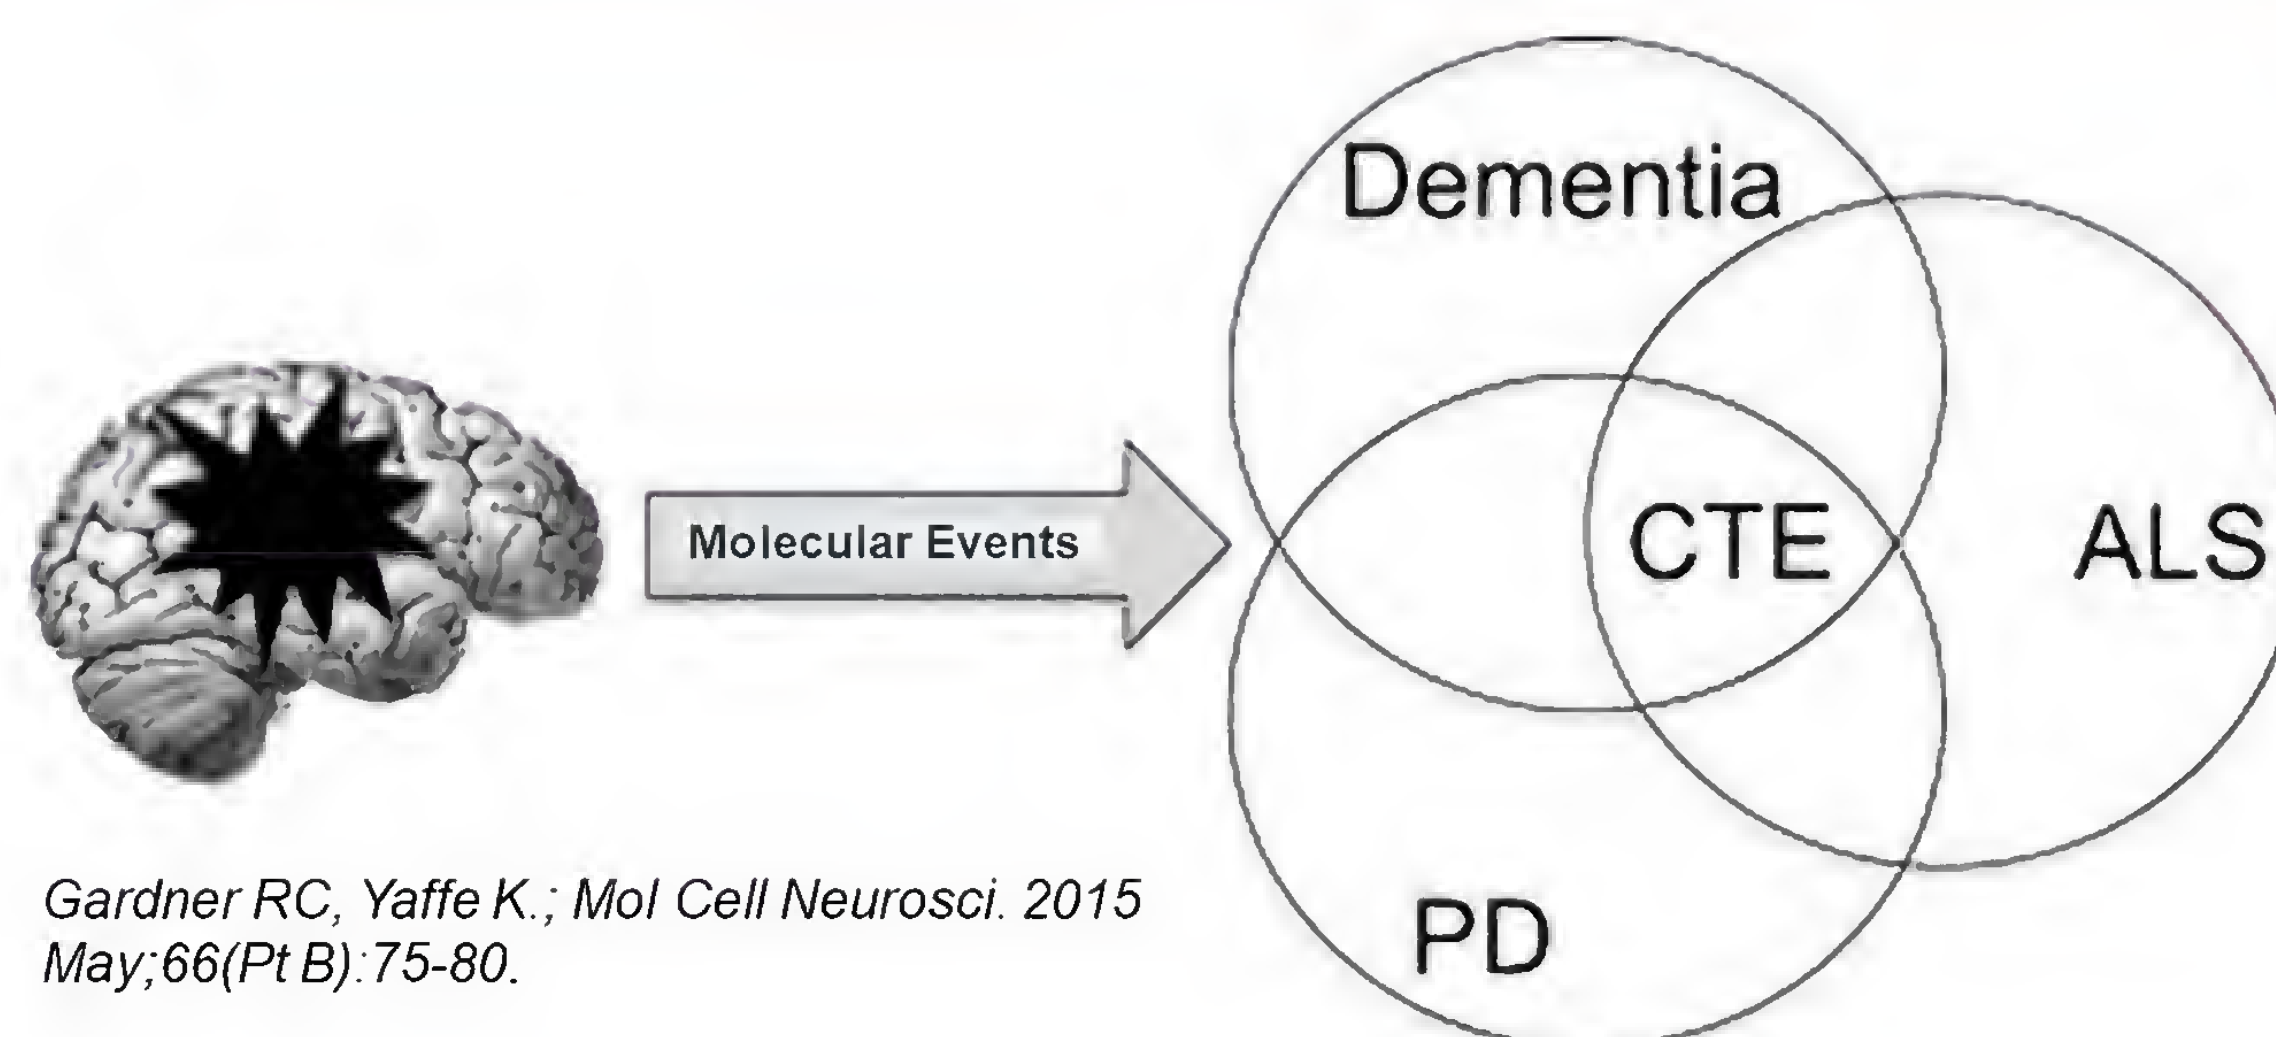 Dementia
Molecular Events
CTE
ALS
PD
Gardner RC, Yaffe K.; Mol Cell Neurosci. 2015
May;66(Pt B):75-80.